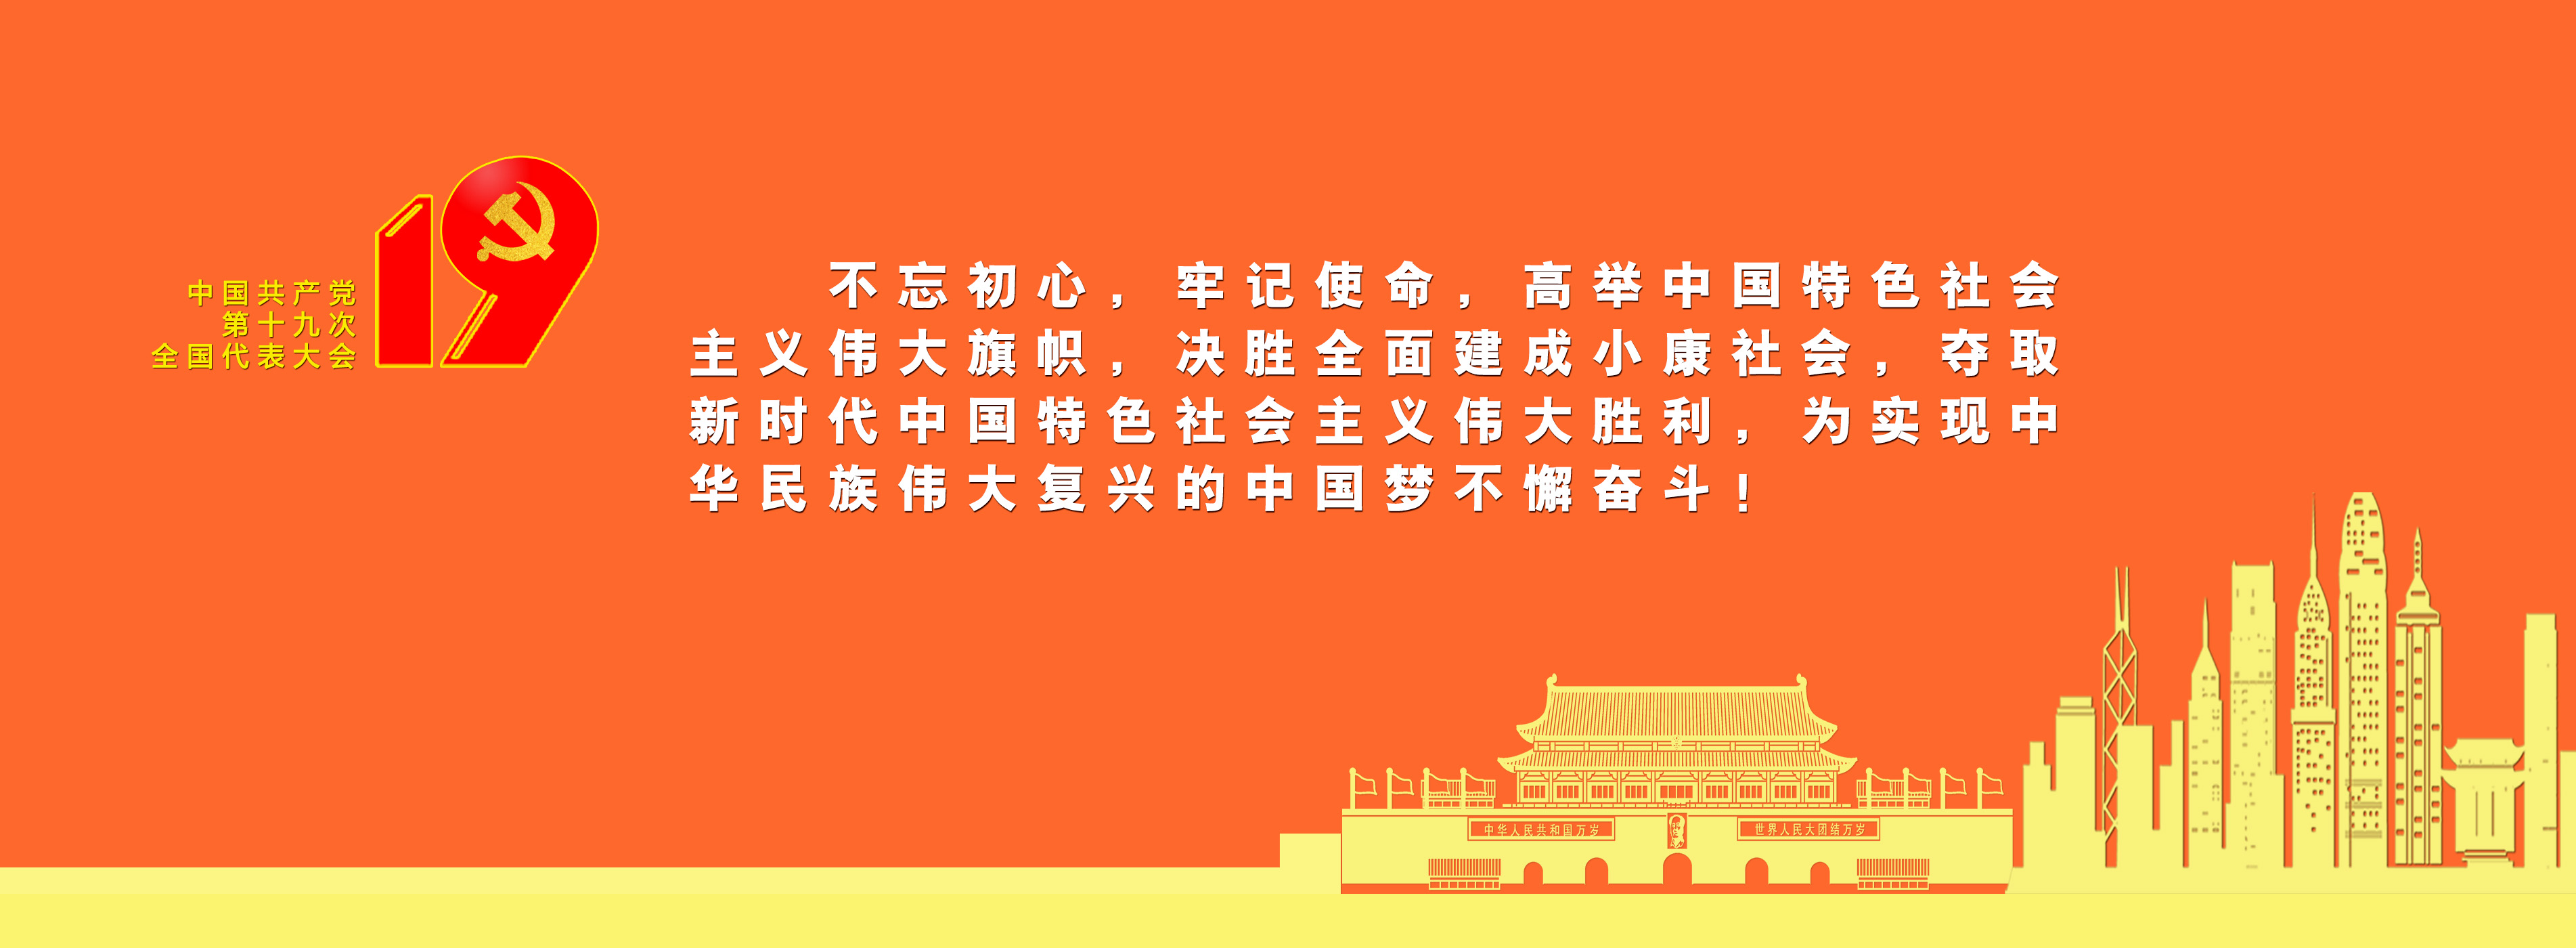 中国共产党
第十九次
全国代表大会
19
不忘初心，牢记使命，高举中国特色社会
主义伟大旗帜，决胜全面建成小康社会，夺取
新时代中国特色社会主义伟大胜利，为实现中
华民族伟大复兴的中国梦不懈奋斗！
中华人民共和国万岁
世界人民大团结万岁